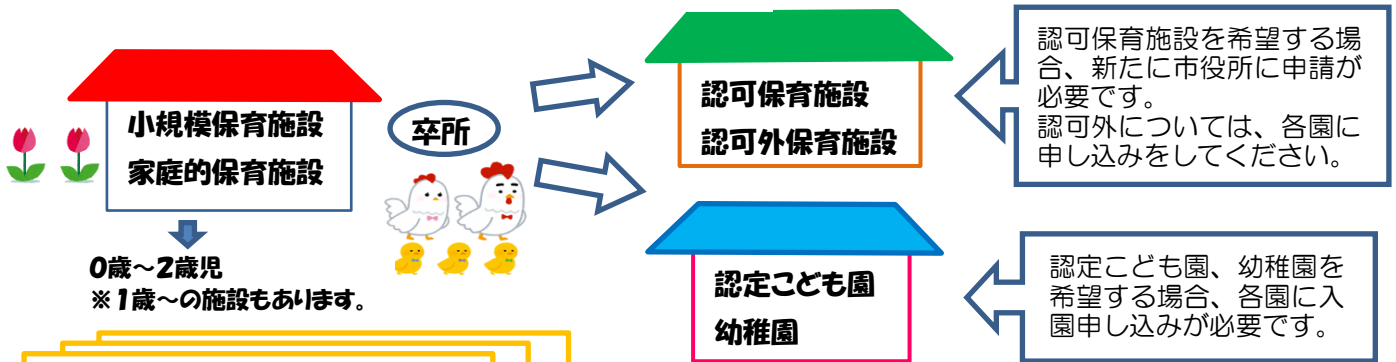 小規模保育施設
家庭的保育施設
0歳～2歳児
※1歳～の施設もあります。
卒所
認可保育施設
認可外保育施設
認可保育施設を希望する場
合、新たに市役所に申請が
必要です。
認可外については、各園に
申し込みをしてください。
認定こども園
幼稚園
認定こども園、幼稚園を
希望する場合、各園に入
園申し込みが必要です。